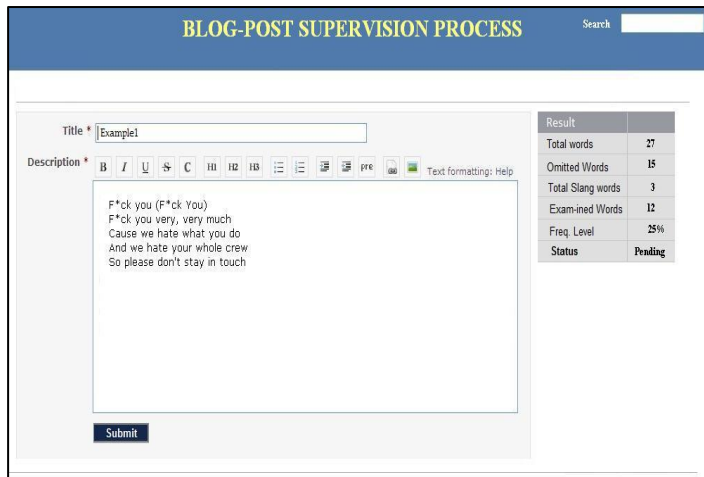 BLOG-POST SUPERVISION PROCESS
Search
Title *
Example1
Description *
B I U S C H1 H2 H3 pre Text formatting: Help
F*ck you (F*ck You)
F*ck you very, very much
Cause we hate what you do
And we hate your whole crew
So please don't stay in touch
Submit
Result
Total words 27
Omitted Words 15
Total Slang words 3
Exam-ined Words 12
Freq. Level 25%
Status Pending